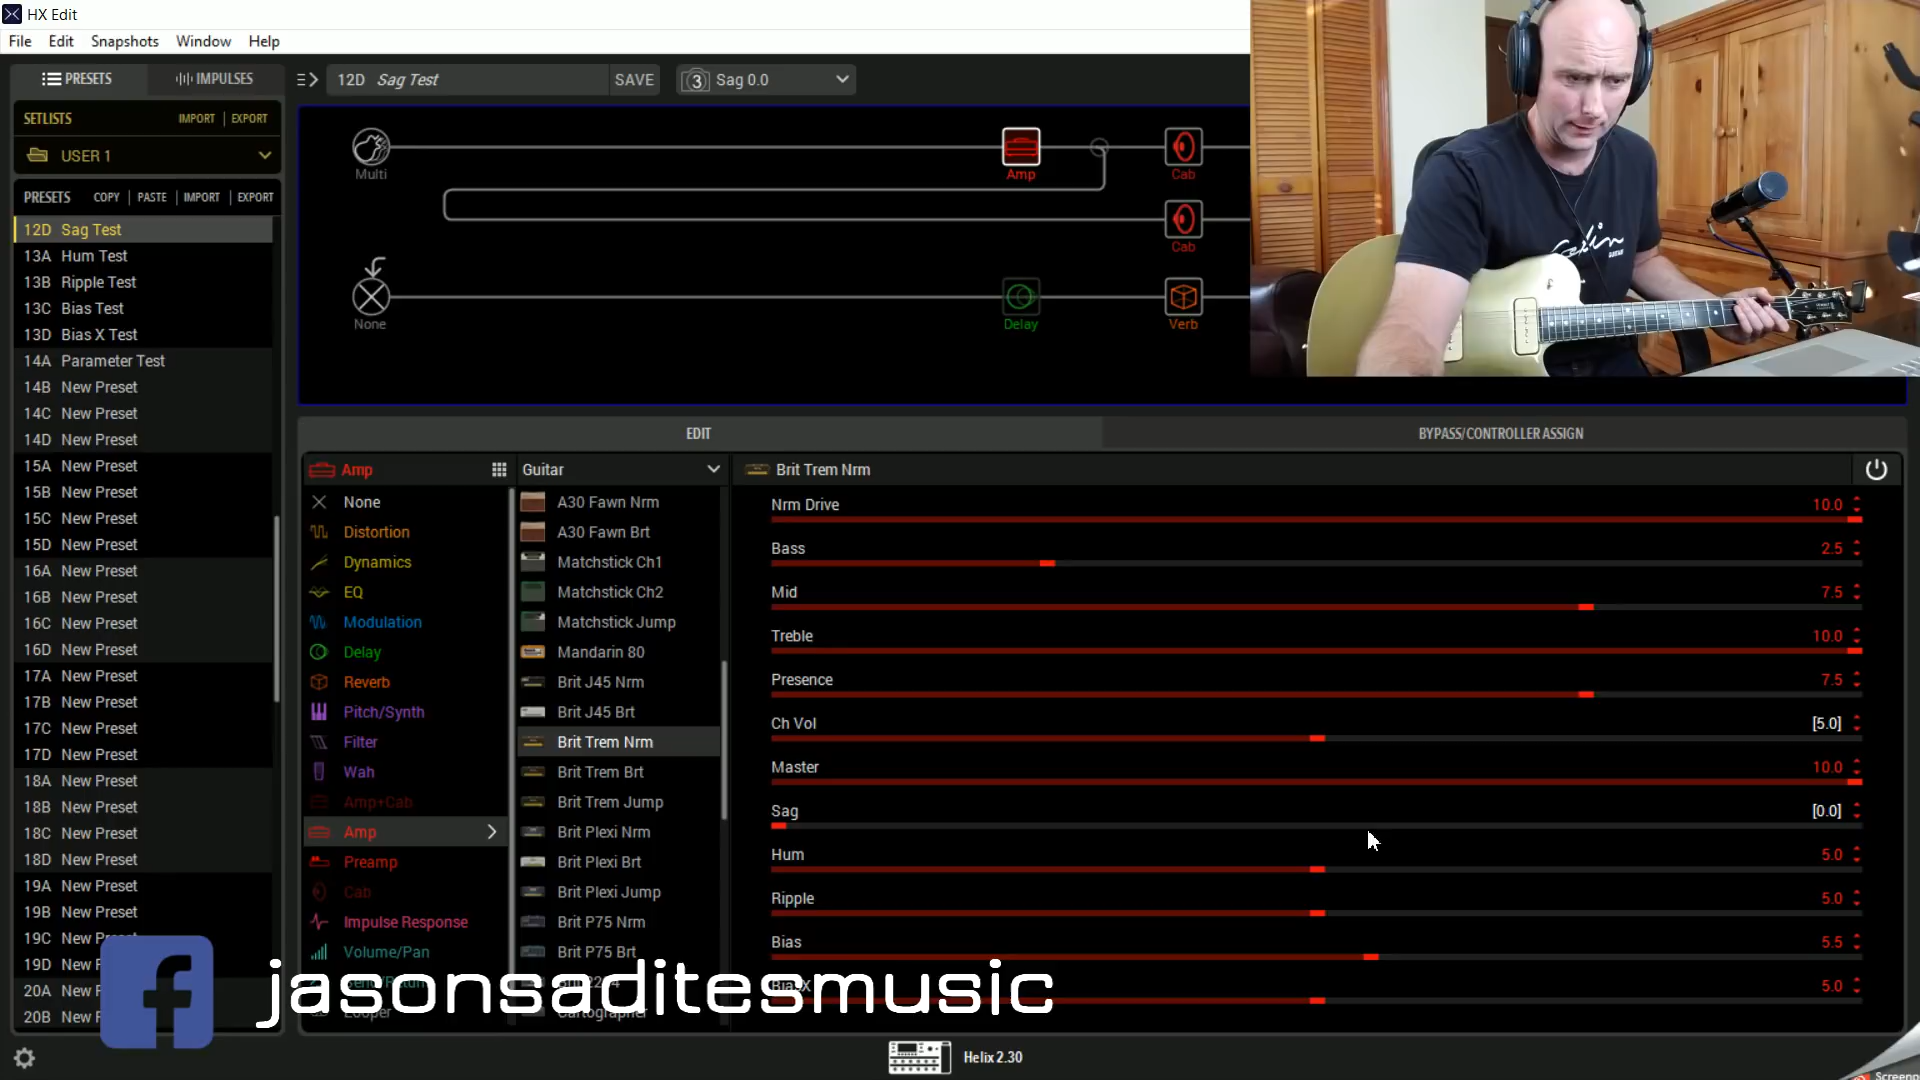 HX Edit
File Edit Snapshots Window Help
PRESETS IMPULSES
12D Sag Test SAVE 3 Sag 0.0
SETLISTS IMPORT | EXPORT
USER 1
PRESETS COPY | PASTE | IMPORT | EXPORT
12D Sag Test
13A Hum Test
13B Ripple Test
13C Bias Test
13D Bias X Test
14A Parameter Test
14B New Preset
14C New Preset
14D New Preset
15A New Preset
15B New Preset
15C New Preset
15D New Preset
16A New Preset
16B New Preset
16C New Preset
16D New Preset
17A New Preset
17B New Preset
17C New Preset
17D New Preset
18A New Preset
18B New Preset
18C New Preset
18D New Preset
19A New Preset
19B New Preset
19C
19D
20A
20B
Multi
Amp
Cab
Cab
None
Delay
Verb
EDIT
BYPASS/CONTROLLER ASSIGN
Amp
None
Distortion
Dynamics
EQ
Modulation
Delay
Reverb
Pitch/Synth
Filter
Wah
Amp+Cab
Amp
Preamp
Cab
Impulse Response
Volume/Pan
Looper
Guitar
A30 Fawn Nrm
A30 Fawn Brt
Matchstick Ch1
Matchstick Ch2
Matchstick Jump
Mandarin 80
Brit J45 Nrm
Brit J45 Brt
Brit Trem Nrm
Brit Trem Brt
Brit Trem Jump
Brit Plexi Nrm
Brit Plexi Brt
Brit Plexi Jump
Brit P75 Nrm
Brit P75 Brt
Cartographer
Brit Trem Nrm
Nrm Drive 10.0
Bass 2.5
Mid 7.5
Treble 10.0
Presence 7.5
Ch Vol [5.0]
Master 10.0
Sag [0.0]
Hum 5.0
Ripple 5.0
Bias 5.5
BiasX 5.0
jasonsaditesmusic
Helix 2.30